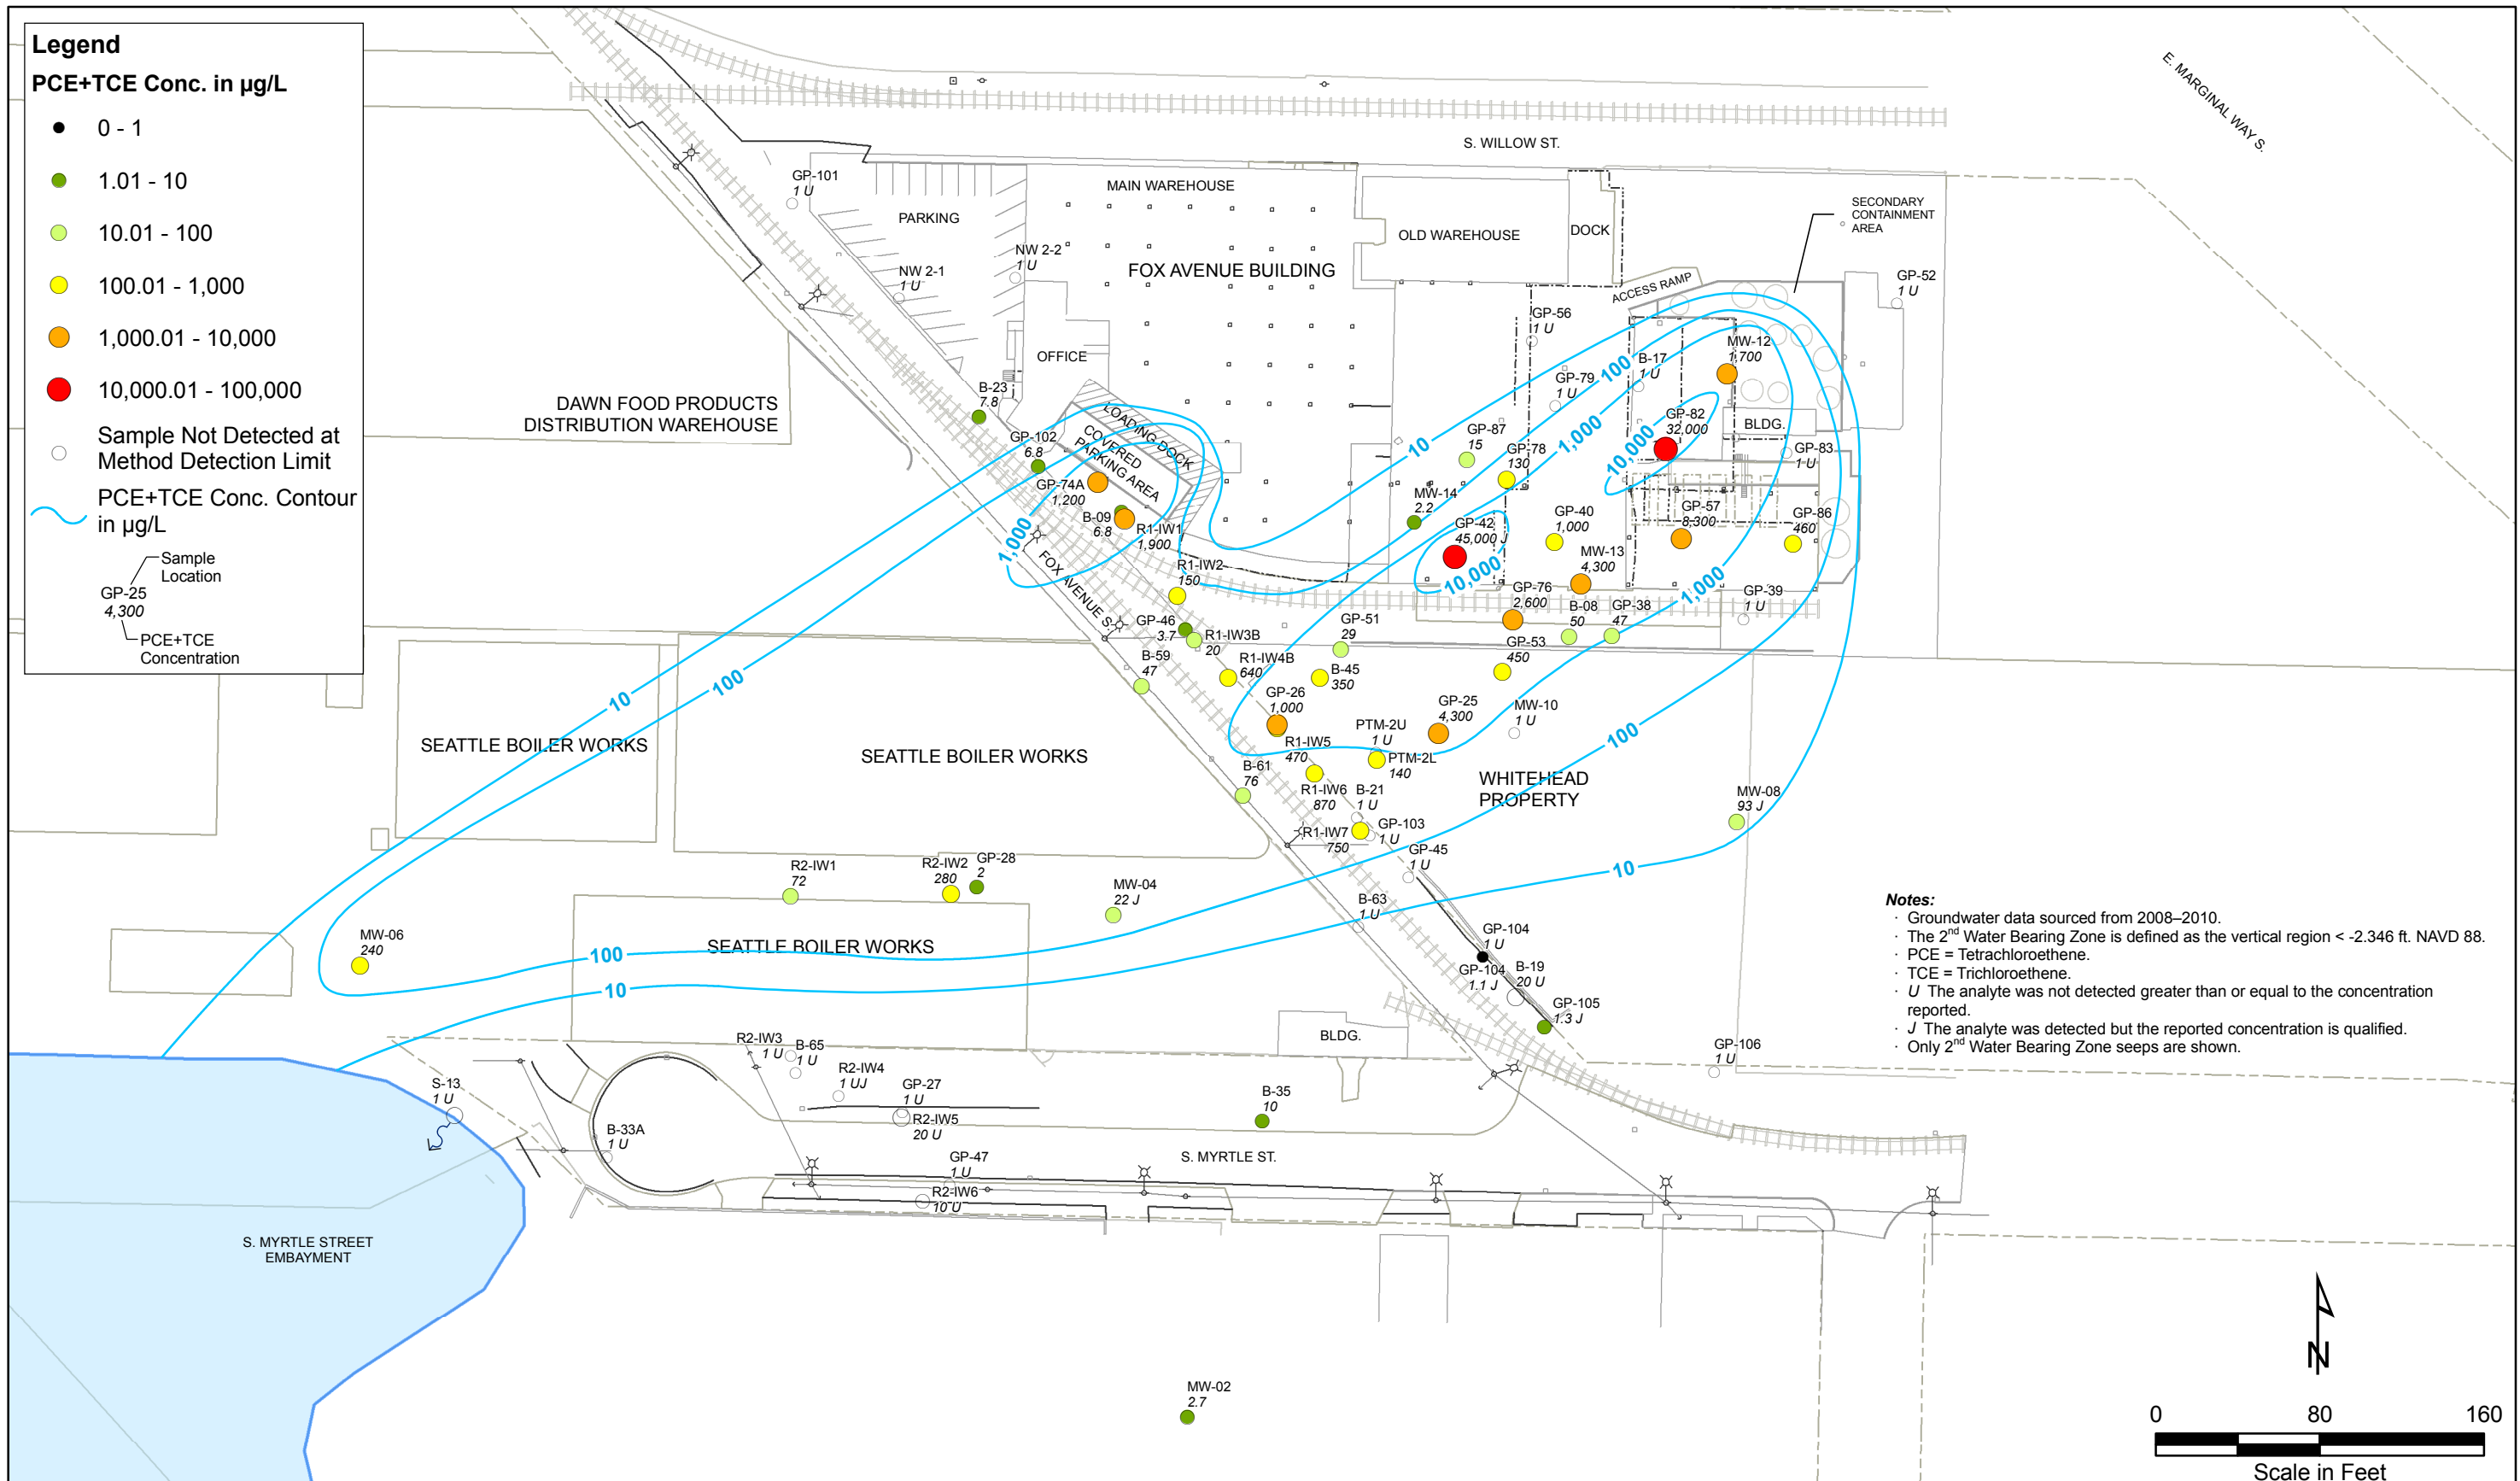 Legend
PCE+TCE Conc. in µg/L
0 - 1
1.01 - 10
10.01 - 100
100.01 - 1,000
1,000.01 - 10,000
10,000.01 - 100,000
Sample Not Detected at
Method Detection Limit
PCE+TCE Conc. Contour
in µg/L
Sample
Location
GP-25
4,300
PCE+TCE
Concentration
E. MARGINAL WAY S.
S. WILLOW ST.
GP-101
1 U
PARKING
MAIN WAREHOUSE
OLD WAREHOUSE
DOCK
SECONDARY
CONTAINMENT
AREA
NW 2-1
1 U
NW 2-2
1 U
FOX AVENUE BUILDING
ACCESS RAMP
GP-52
1 U
GP-56
1 U
OFFICE
MW-12
1,700
B-17
1 U
GP-79
1 U
100
B-23
7.8
DAWN FOOD PRODUCTS
DISTRIBUTION WAREHOUSE
LOADING DOCK
COVERED
PARKING AREA
GP-82
32,000
BLDG.
10
1,000
10,000
GP-102
6.8
GP-87
15
GP-78
130
GP-83
1 U
GP-74A
1,200
MW-14
2.2
B-09
6.8
R1-IW1
1,900
GP-42
45,000 J
GP-40
1,000
GP-57
8,300
GP-86
460
1,000
FOX AVENUE S.
R1-IW2
150
MW-13
4,300
10,000
GP-76
2,600
1,000
GP-39
1 U
B-08
50
GP-38
47
GP-46
3.7
R1-IW3B
20
GP-51
29
GP-53
450
B-59
47
R1-IW4B
640
B-45
350
10
100
GP-26
1,000
GP-25
4,300
MW-10
1 U
100
PTM-2U
1 U
PTM-2L
140
SEATTLE BOILER WORKS
SEATTLE BOILER WORKS
R1-IW5
470
B-61
76
R1-IW6
870
B-21
1 U
WHITEHEAD
PROPERTY
MW-08
93 J
R1-IW7
750
GP-103
1 U
GP-45
1 U
10
R2-IW1
72
R2-IW2
280
GP-28
2
MW-04
22 J
B-63
1 U
MW-06
240
SEATTLE BOILER WORKS
100
10
GP-104
1 U
GP-104
1.1 J
B-19
20 U
GP-105
1.3 J
Notes:
· Groundwater data sourced from 2008–2010.
· The 2nd Water Bearing Zone is defined as the vertical region < -2.346 ft. NAVD 88.
· PCE = Tetrachloroethene.
· TCE = Trichloroethene.
· U The analyte was not detected greater than or equal to the concentration
reported.
· J The analyte was detected but the reported concentration is qualified.
· Only 2nd Water Bearing Zone seeps are shown.
R2-IW3
1 U
B-65
1 U
BLDG.
GP-106
1 U
S-13
1 U
R2-IW4
1 UJ
GP-27
1 U
R2-IW5
20 U
B-35
10
B-33A
1 U
GP-47
1 U
S. MYRTLE ST.
R2-IW6
10 U
S. MYRTLE STREET
EMBAYMENT
MW-02
2.7
N
0 80 160
Scale in Feet